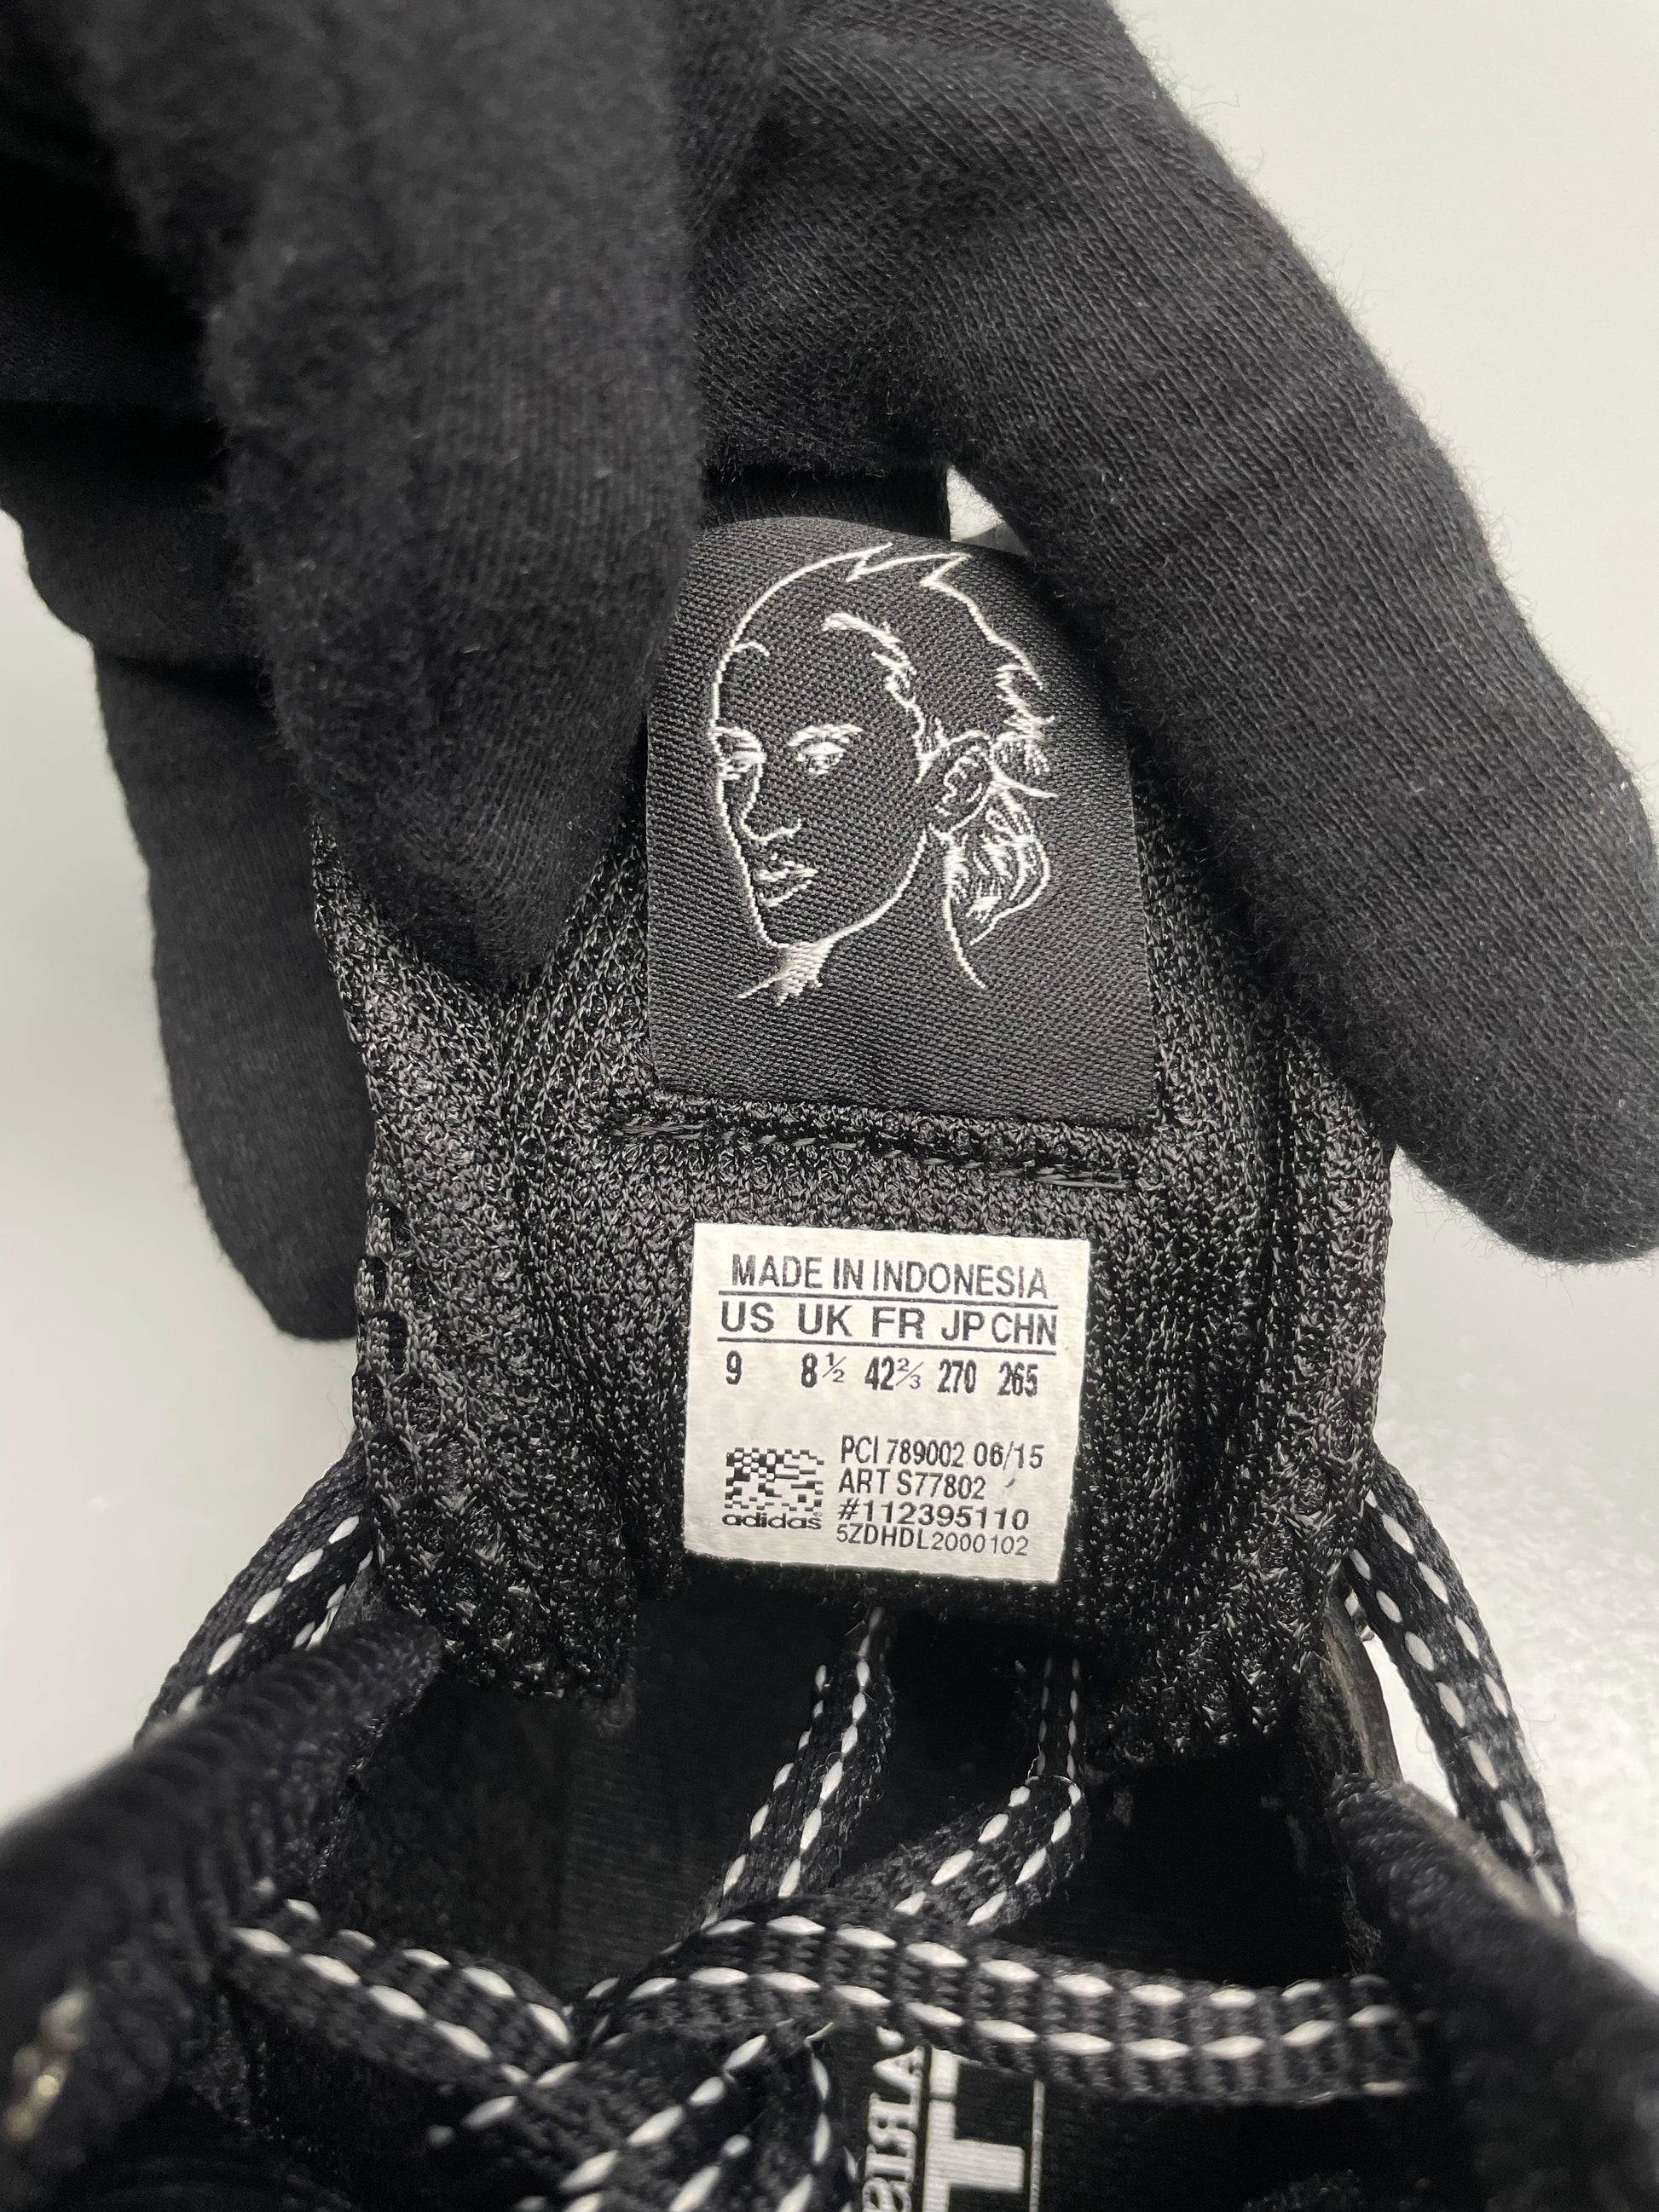 MADE IN INDONESIA
US UK FR JP CHN
9 8½ 42⅔ 270 265
PCI 789002 06/15
ART S77802
#112395110
adidas
5ZDHDL2000102